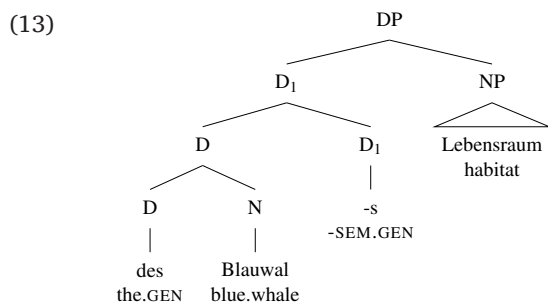 (13)
DP
D₁ NP
D D₁ Lebensraum
habitat
D N -s
-SEM.GEN
des Blauwal
the.GEN blue.whale